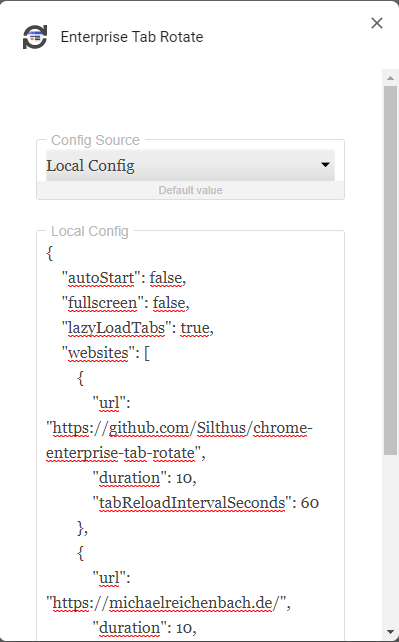 Enterprise Tab Rotate
Config Source
Local Config
Default value
Local Config
{
"autoStart": false,
"fullscreen": false,
"lazyLoadTabs": true,
"websites": [
{
"url":
"https://github.com/Silthus/chrome-
enterprise-tab-rotate",
"duration": 10,
"tabReloadIntervalSeconds": 60
},
{
"url":
"https://michaelreichenbach.de/",
"duration": 10,